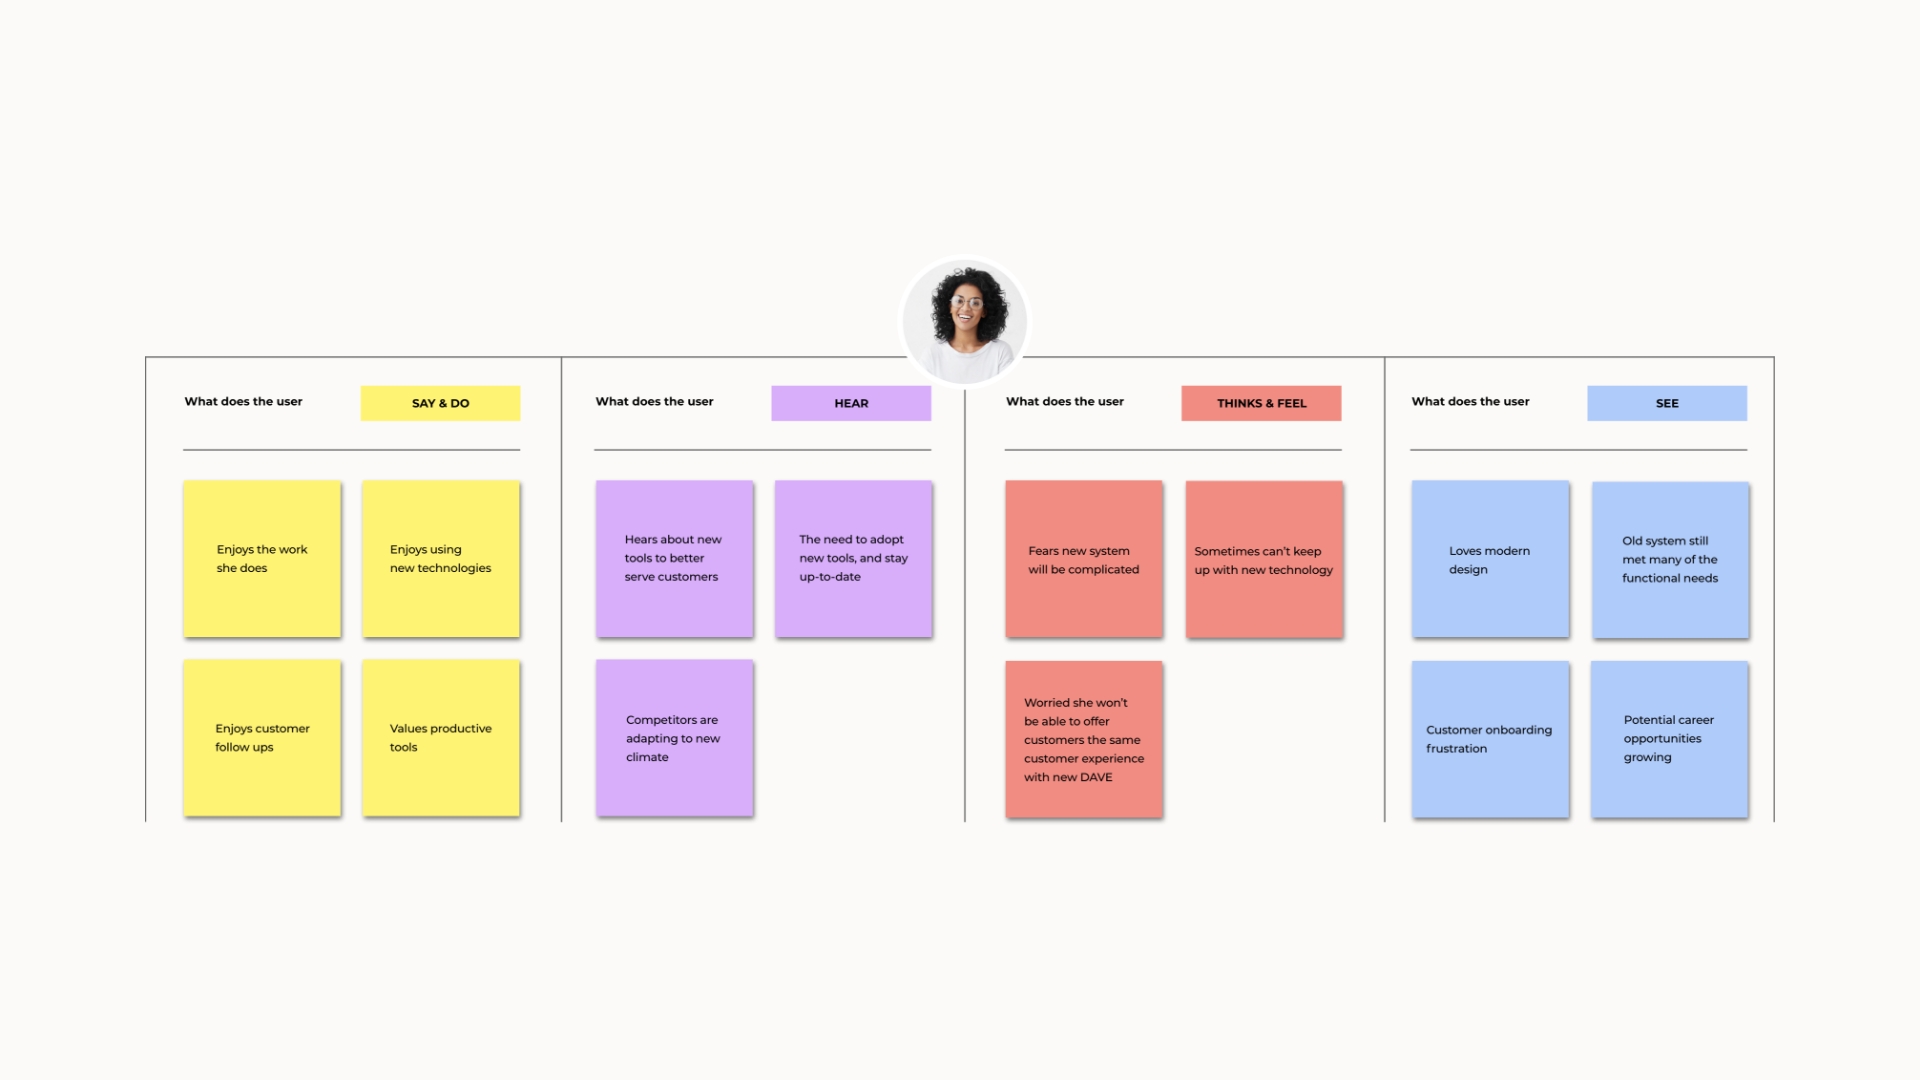 What does the user
SAY & DO
Enjoys the work
she does
Enjoys using
new technologies
Enjoys customer
follow ups
Values productive
tools
What does the user
HEAR
Hears about new
tools to better
serve customers
The need to adopt
new tools, and stay
up-to-date
Competitors are
adapting to new
climate
What does the user
THINKS & FEEL
Fears new system
will be complicated
Sometimes can’t keep
up with new technology
Worried she won’t
be able to offer
customers the same
customer experience
with new DAVE
What does the user
SEE
Loves modern
design
Old system still
met many of the
functional needs
Customer onboarding
frustration
Potential career
opportunities
growing